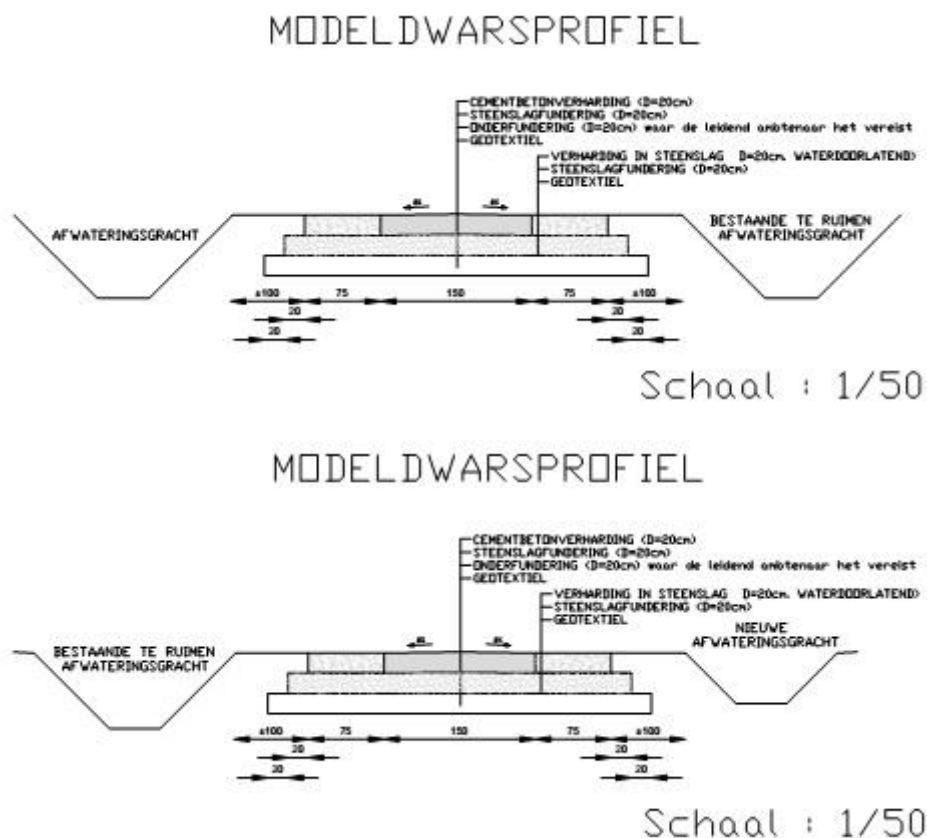 MODELDWARSPROFIEL
CEMENTBETONVERHARDING (D=20cm)
STEENSLAGFUNDERING (D=20cm)
ONDERFUNDERING (D=20cm) waar de leidend ambtenaar het vereist
GEOTEXTIEL
VERHARDING IN STEENSLAG D=20cm, WATERDOORLATEND)
STEENSLAGFUNDERING (D=20cm)
GEOTEXTIEL
AFWATERINGSGRACHT
BESTAANDE TE RUIMEN
AFWATERINGSGRACHT
±100 75 150 75 ±100
20 20
20 20
Schaal : 1/50
MODELDWARSPROFIEL
CEMENTBETONVERHARDING (D=20cm)
STEENSLAGFUNDERING (D=20cm)
ONDERFUNDERING (D=20cm) waar de leidend ambtenaar het vereist
GEOTEXTIEL
VERHARDING IN STEENSLAG D=20cm, WATERDOORLATEND)
STEENSLAGFUNDERING (D=20cm)
GEOTEXTIEL
BESTAANDE TE RUIMEN
AFWATERINGSGRACHT
NIEUWE
AFWATERINGSGRACHT
±100 75 150 75 ±100
20 20
20 20
Schaal : 1/50